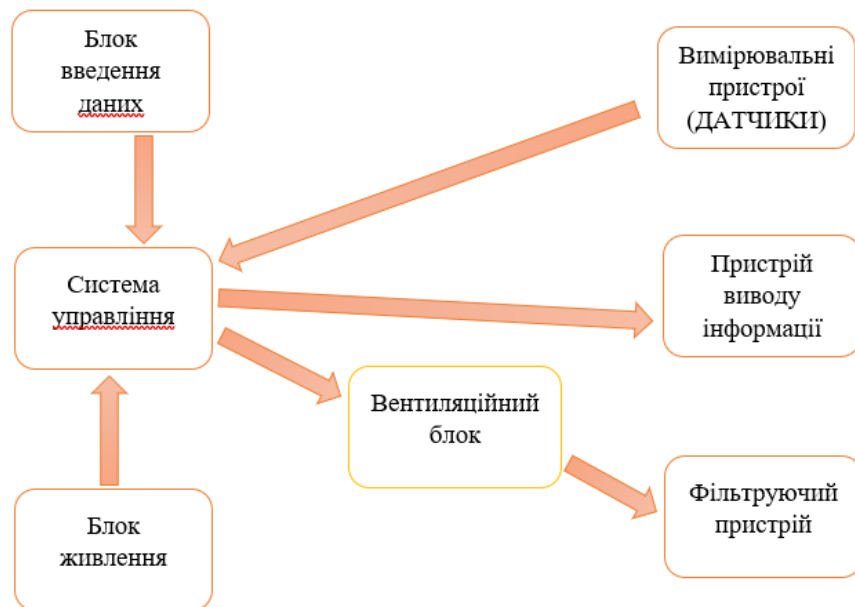 Блок
введення
даних
Вимірювальні
пристрої
(ДАТЧИКИ)
Система
управління
Пристрій
виводу
інформації
Вентиляційний
блок
Блок
живлення
Фільтруючий
пристрій